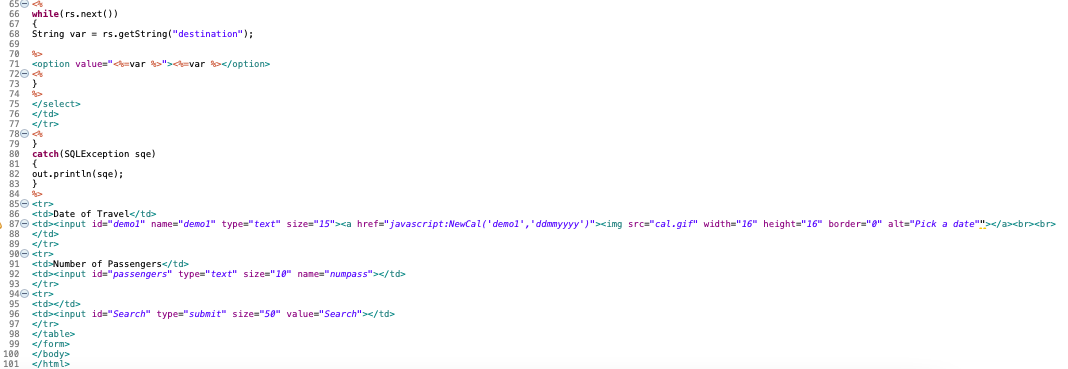 65 <%
66 while(rs.next())
67 {
68 String var = rs.getString("destination");
69
70 %>
71 <option value="<%=var %>"><%=var %></option>
72 <%
73 }
74 %>
75 </select>
76 </td>
77 </tr>
78 <%
79 }
80 catch(SQLException sqe)
81 {
82 out.println(sqe);
83 }
84 %>
85 <tr>
86 <td>Date of Travel</td>
87 <td><input id="demo1" name="demo1" type="text" size="15"><a href="javascript:NewCal('demo1','ddmmyyyy')"><img src="cal.gif" width="16" height="16" border="0" alt="Pick a date""></a><br><br>
88 </td>
89 </tr>
90 <tr>
91 <td>Number of Passengers</td>
92 <td><input id="passengers" type="text" size="10" name="numpass"></td>
93 </tr>
94 <tr>
95 <td></td>
96 <td><input id="Search" type="submit" size="50" value="Search"></td>
97 </tr>
98 </table>
99 </form>
100 </body>
101 </html>